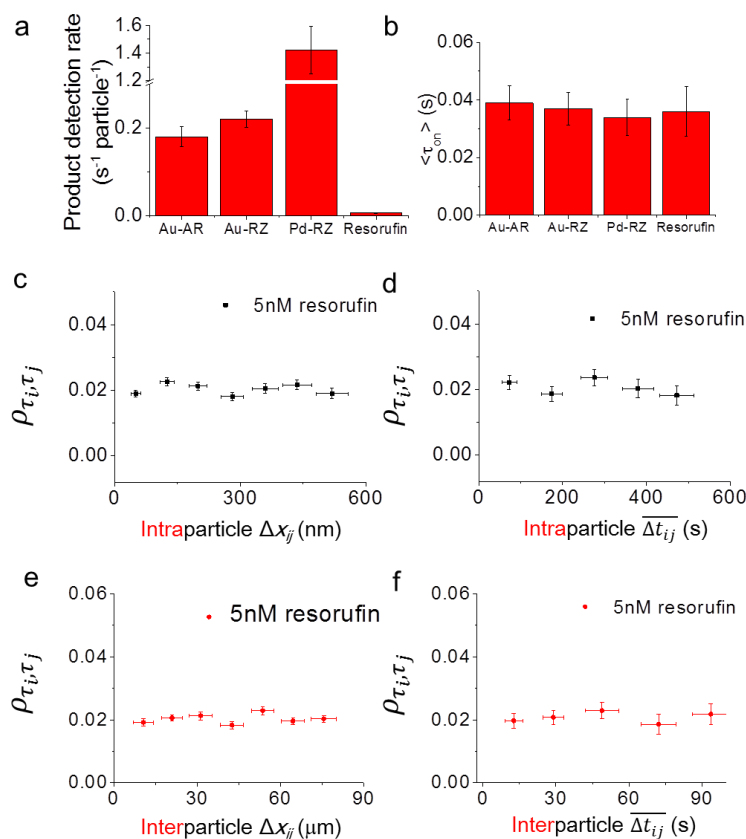 a
Product detection rate
(s⁻¹ particle⁻¹)
1.6
1.4
1.2
0.2
0.0
Au-AR Au-RZ Pd-RZ Resorufin
b
<τon> (s)
0.06
0.04
0.02
0.00
Au-AR Au-RZ Pd-RZ Resorufin
c
5nM resorufin
ρτi,τj
0.04
0.02
0.00
0 300 600
Intraparticle Δxij (nm)
d
5nM resorufin
ρτi,τj
0.04
0.02
0.00
0 200 400 600
Intraparticle Δtij (s)
e
5nM resorufin
ρτi,τj
0.06
0.04
0.02
0.00
0 30 60 90
Interparticle Δxij (μm)
f
5nM resorufin
ρτi,τj
0.06
0.04
0.02
0.00
0 30 60 90
Interparticle Δtij (s)